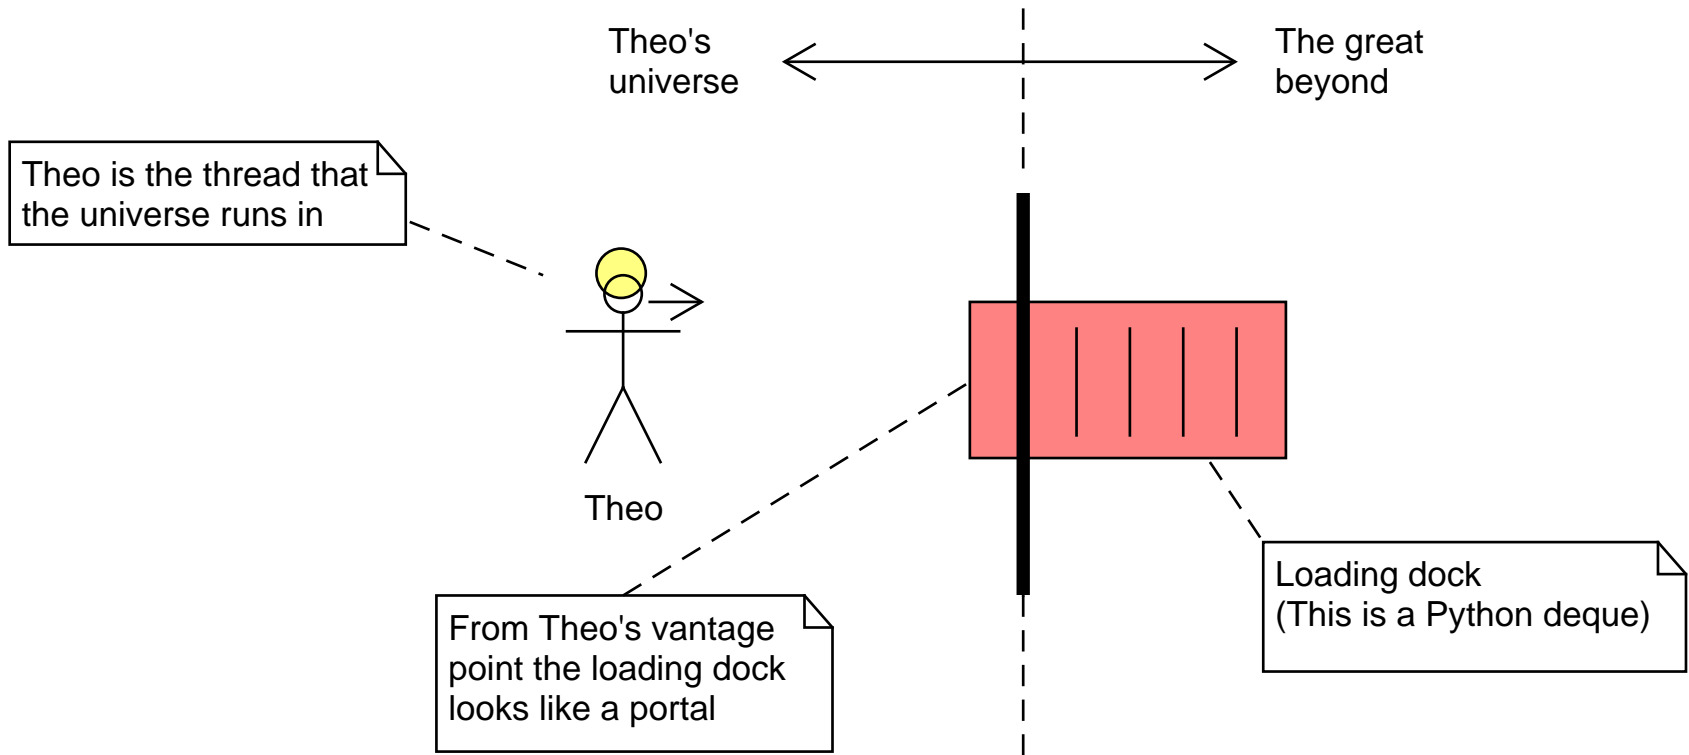 Theo's
universe
The great
beyond
Theo is the thread that
the universe runs in
Theo
Loading dock
(This is a Python deque)
From Theo's vantage
point the loading dock
looks like a portal